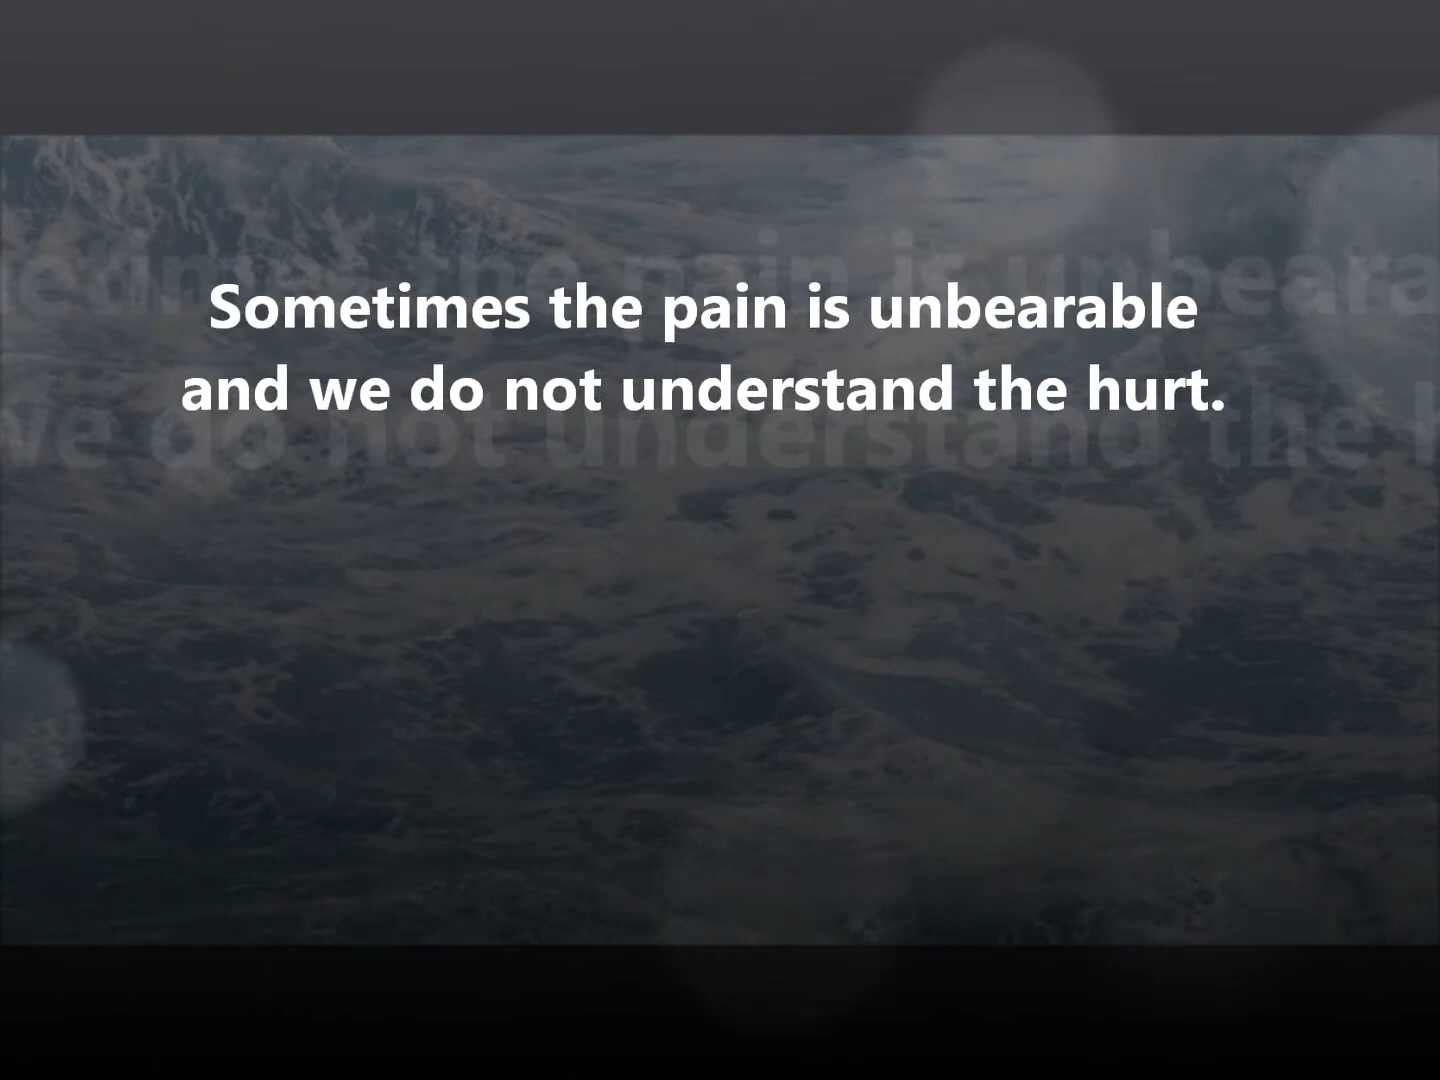 Sometimes the pain is unbearable
and we do not understand the hurt.